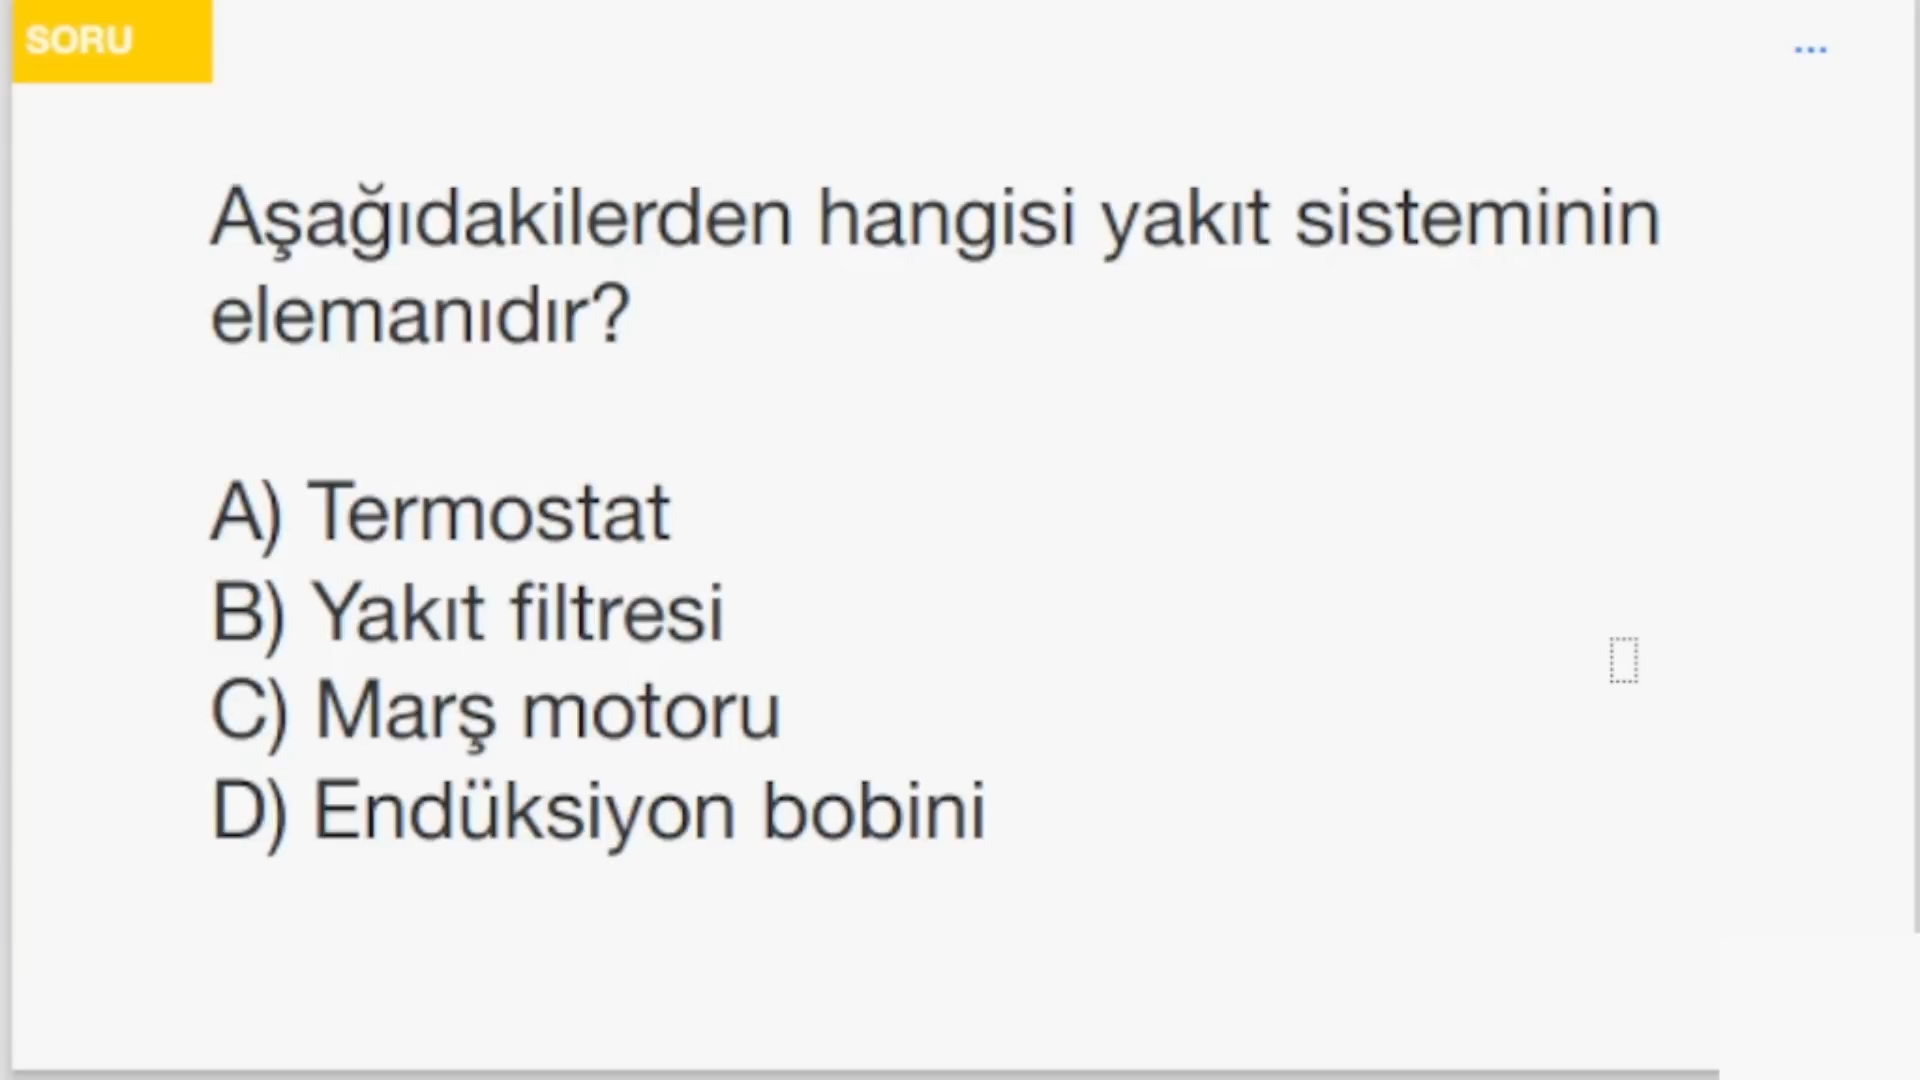 SORU
...
Aşağıdakilerden hangisi yakıt sisteminin
elemanıdır?
A) Termostat
B) Yakıt filtresi
C) Marş motoru
D) Endüksiyon bobini